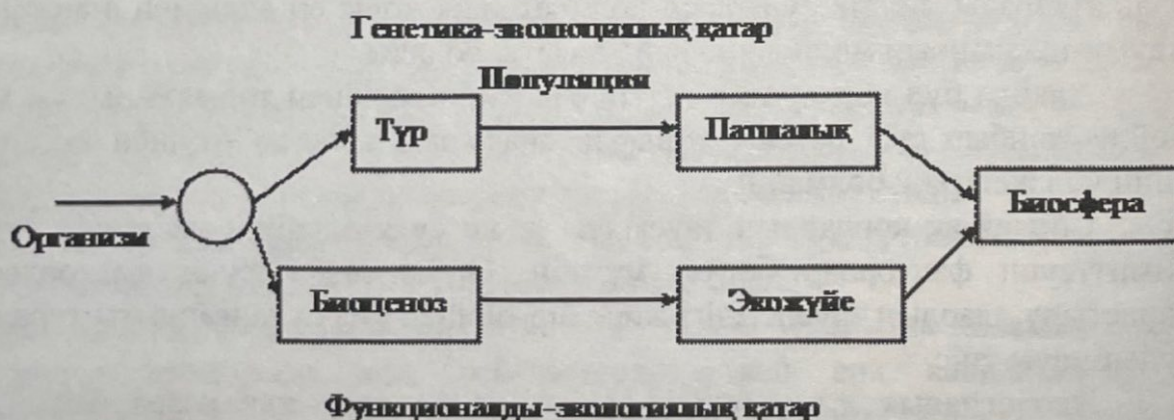 Генетика-эволюциялық қатар
Популяция
Түр
Патшалық
Организм
Биосфера
Биоценоз
Экожүйе
Функционалды-экологиялық қатар